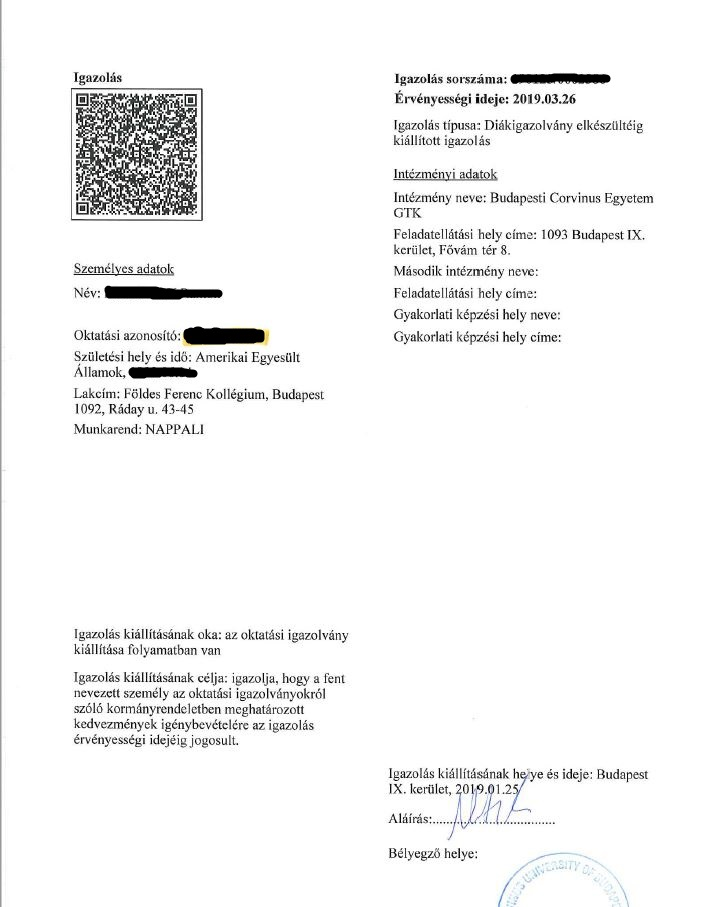 Igazolás
Személyes adatok
Név:
Oktatási azonosító:
Születési hely és idő: Amerikai Egyesült
Államok,
Lakcím: Földes Ferenc Kollégium, Budapest
1092, Ráday u. 43-45
Munkarend: NAPPALI
Igazolás sorszáma:
Érvényességi ideje: 2019.03.26
Igazolás típusa: Diákigazolvány elkészültéig
kiállított igazolás
Intézményi adatok
Intézmény neve: Budapesti Corvinus Egyetem
GTK
Feladatellátási hely címe: 1093 Budapest IX.
kerület, Fővám tér 8.
Második intézmény neve:
Feladatellátási hely címe:
Gyakorlati képzési hely neve:
Gyakorlati képzési hely címe:
Igazolás kiállításának oka: az oktatási igazolvány
kiállítása folyamatban van
Igazolás kiállításának célja: igazolja, hogy a fent
nevezett személy az oktatási igazolványokról
szóló kormányrendeletben meghatározott
kedvezmények igénybevételére az igazolás
érvényességi idejéig jogosult.
Igazolás kiállításának helye és ideje: Budapest
IX. kerület, 2019.01.25
Aláírás:..............................
Bélyegző helye:
UNIVERSITY OF